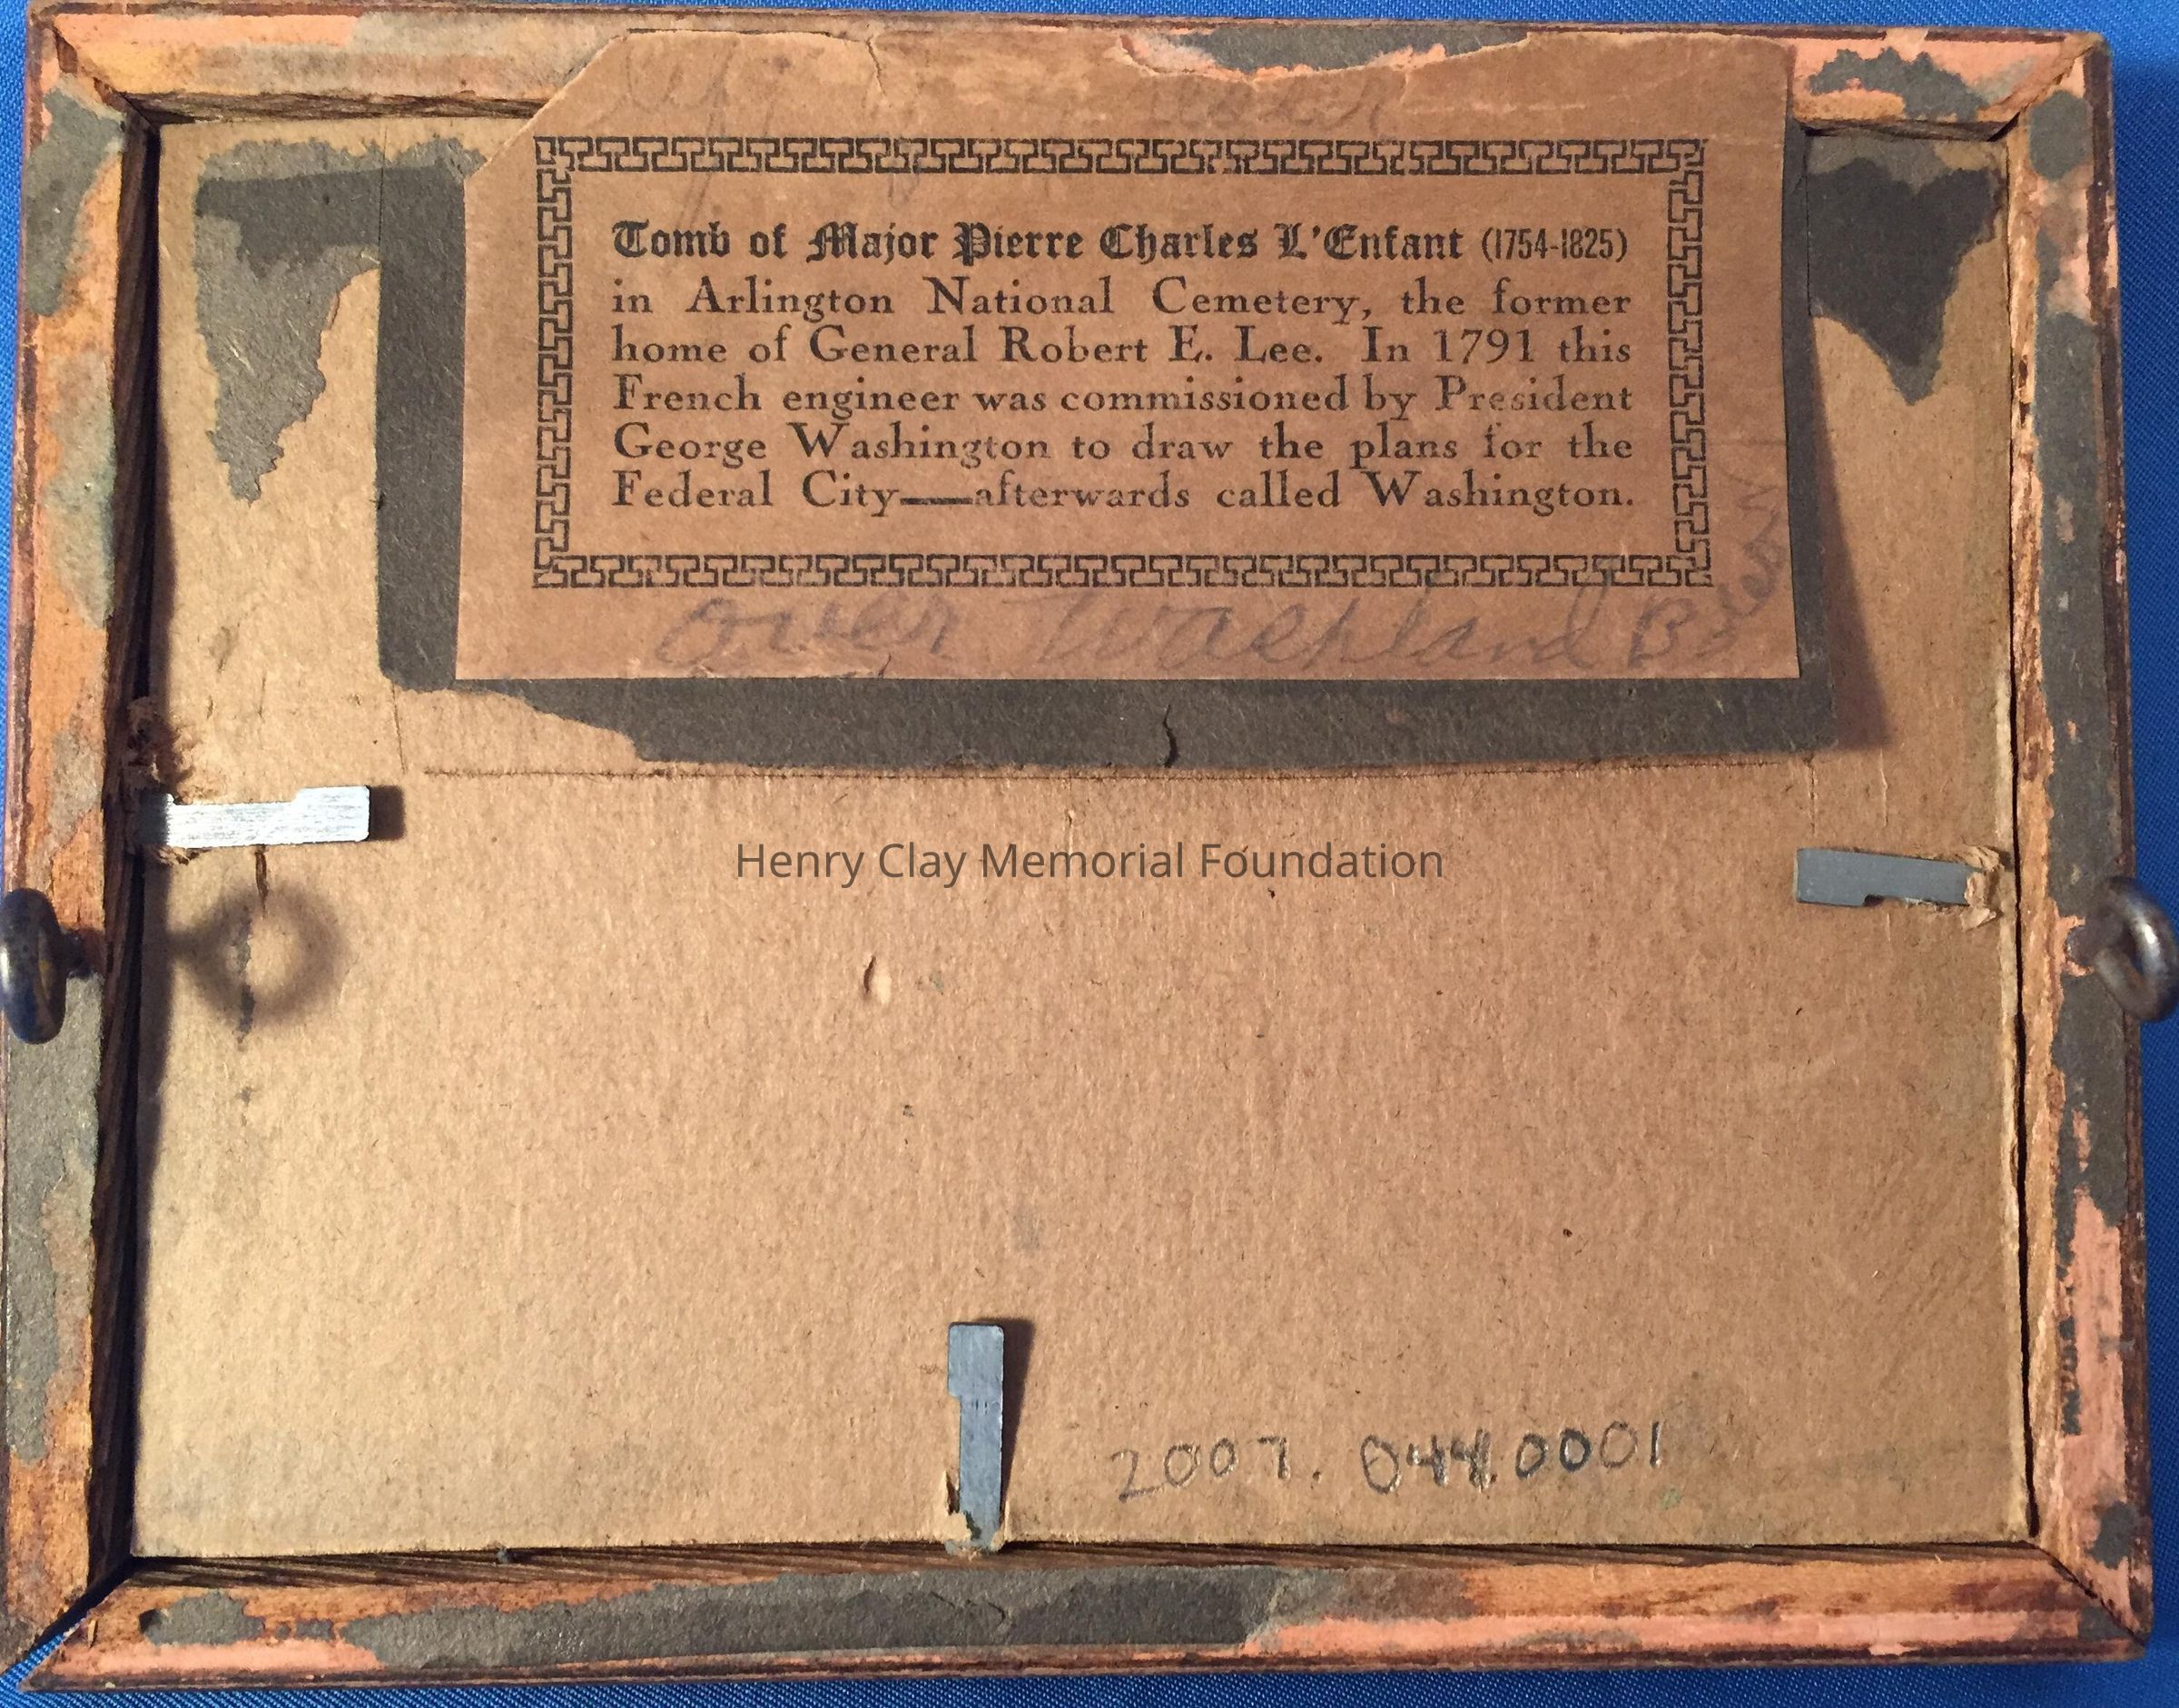 Tomb of Major Pierre Charles L'Enfant (1754-1825)
in Arlington National Cemetery, the former
home of General Robert E. Lee. In 1791 this
French engineer was commissioned by President
George Washington to draw the plans for the
Federal City—afterwards called Washington.
over Washland
Henry Clay Memorial Foundation
2007.044.0001